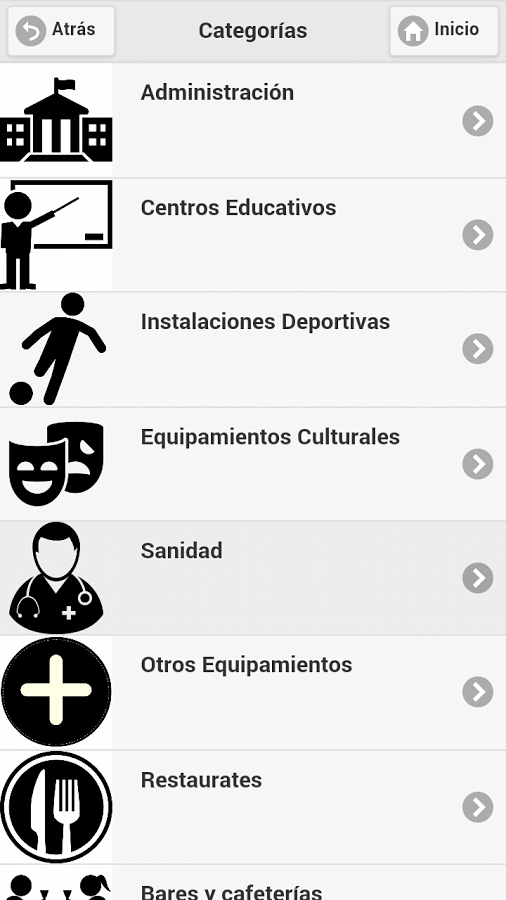 Atrás
Categorías
Inicio
Administración
Centros Educativos
Instalaciones Deportivas
Equipamientos Culturales
Sanidad
Otros Equipamientos
Restaurates
Bares y cafeterías